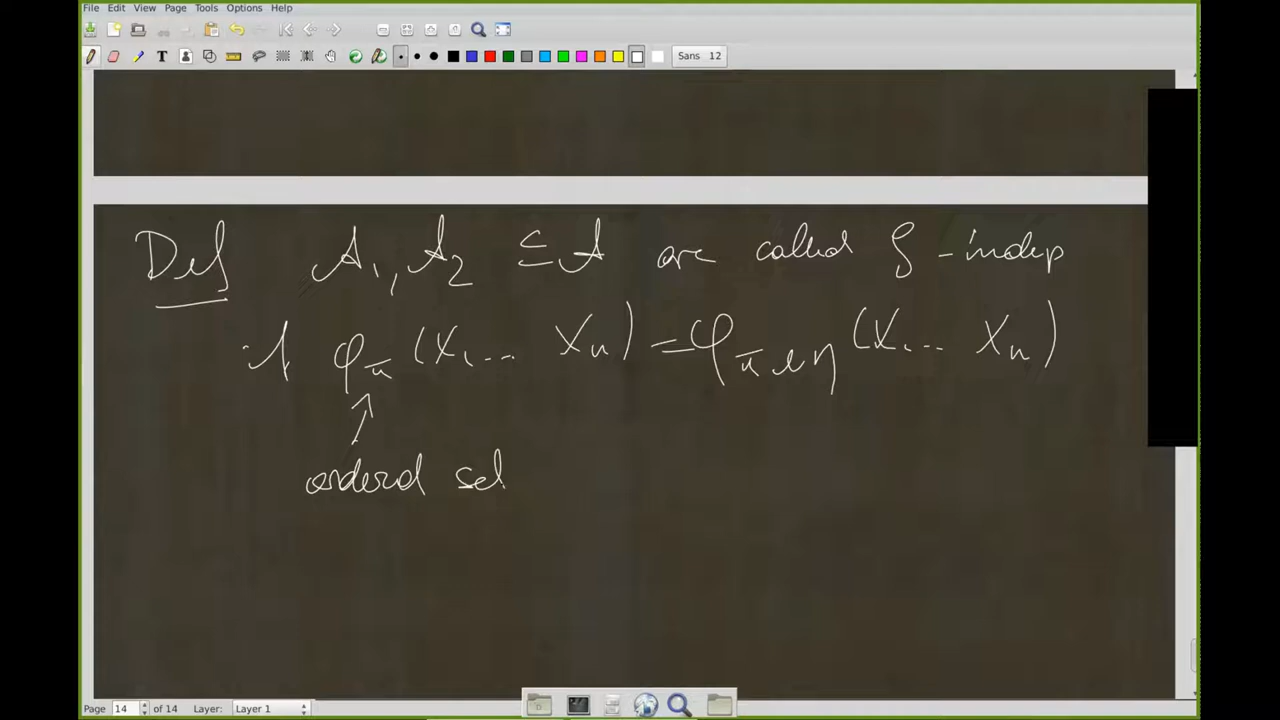 File Edit View Page Tools Options Help
Sans 12
Def A₁, A₂ ⊆ A are called S-indep
if φ_π (X₁... Xₙ) = φ_{π ⋏ η} (X₁... Xₙ)
↑
ordered set
Page 14 of 14 Layer: Layer 1